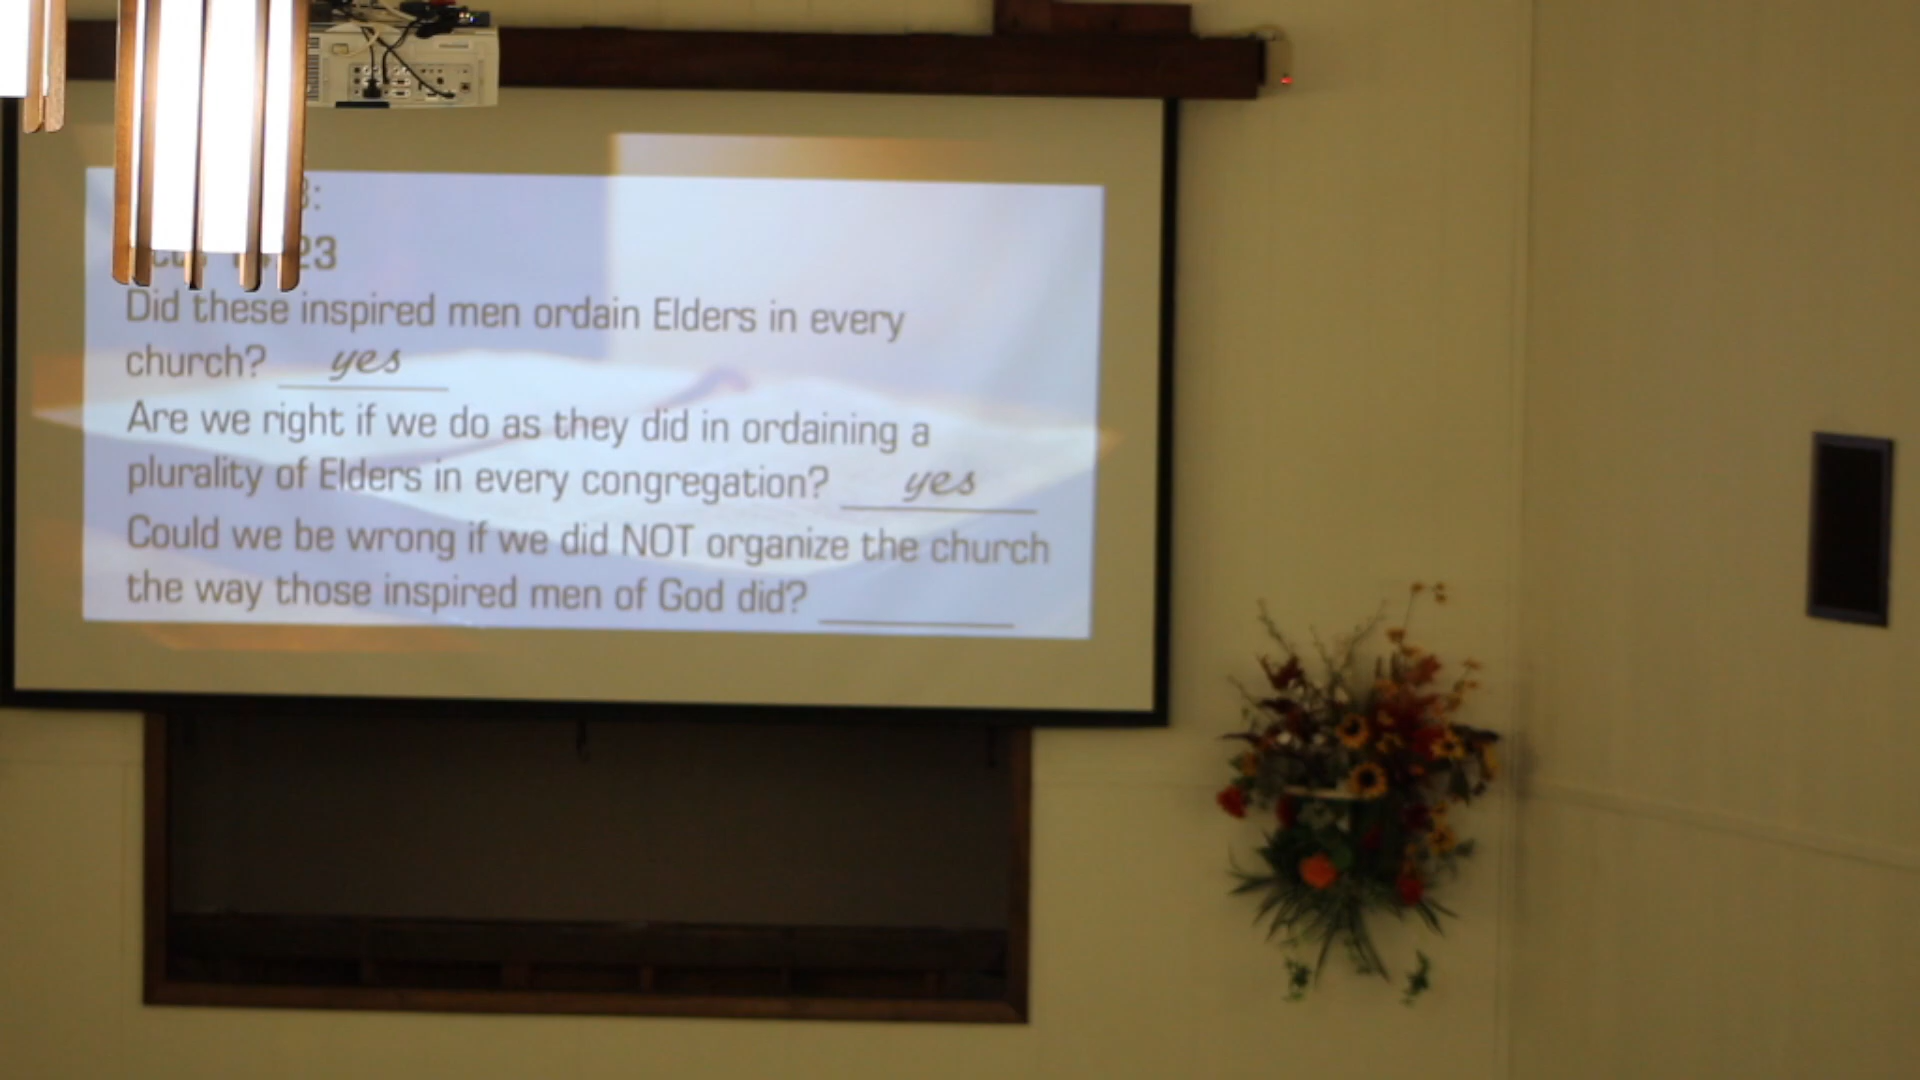 3:
23
Did these inspired men ordain Elders in every
church? yes
Are we right if we do as they did in ordaining a
plurality of Elders in every congregation? yes
Could we be wrong if we did NOT organize the church
the way those inspired men of God did?